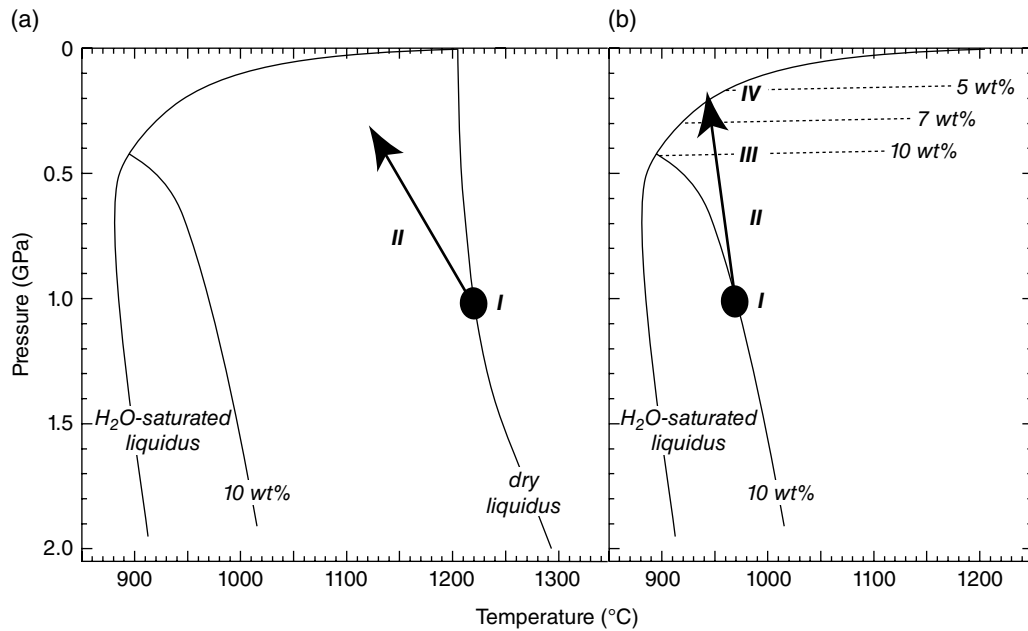 (a)
(b)
0
0.5
1.0
1.5
2.0
Pressure (GPa)
II
I
H2O-saturated
liquidus
10 wt%
dry
liquidus
900
1000
1100
1200
1300
IV
5 wt%
7 wt%
III
10 wt%
II
I
H2O-saturated
liquidus
10 wt%
900
1000
1100
1200
Temperature (°C)